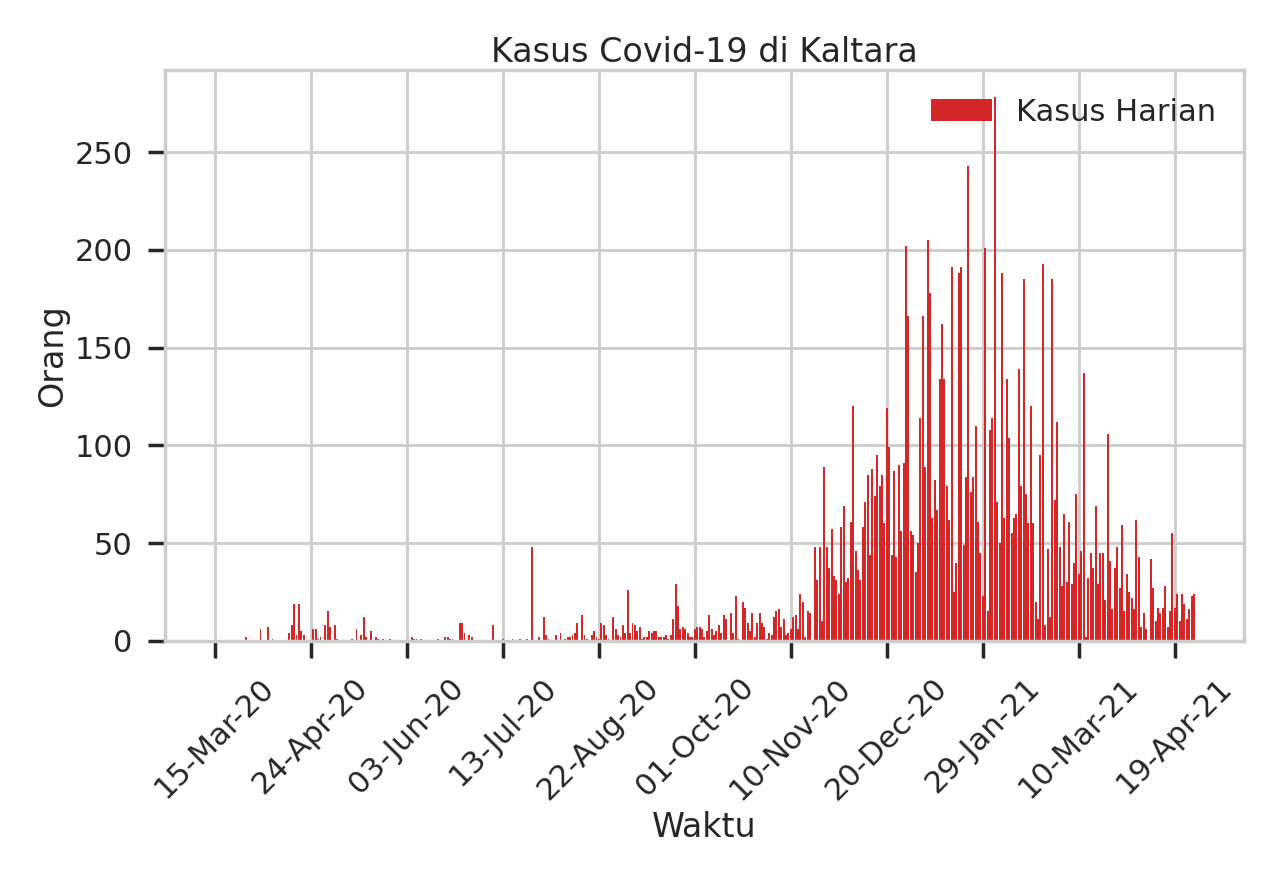 Kasus Covid-19 di Kaltara
Kasus Harian
Orang
250
200
150
100
50
0
15-Mar-20
24-Apr-20
03-Jun-20
13-Jul-20
22-Aug-20
01-Oct-20
10-Nov-20
20-Dec-20
29-Jan-21
10-Mar-21
19-Apr-21
Waktu